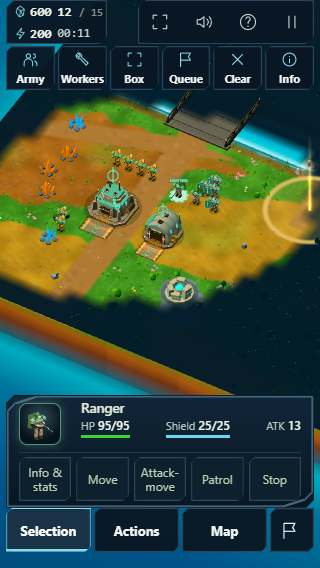 600 12 / 15
200 00:11
Army
Workers
Box
Queue
Clear
Info
Ranger
HP 95/95
Shield 25/25
ATK 13
Info & stats
Move
Attack-move
Patrol
Stop
Selection
Actions
Map